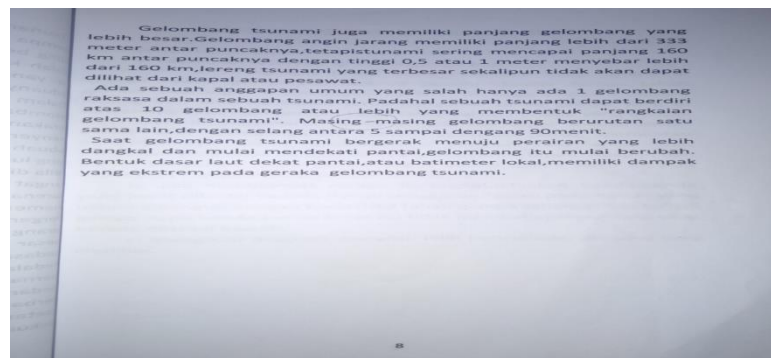 Gelombang tsunami juga memiliki panjang gelombang yang
lebih besar.Gelombang angin jarang memiliki panjang lebih dari 333
meter antar puncaknya,tetapistunami sering mencapai panjang 160
km antar puncaknya dengan tinggi 0,5 atau 1 meter menyebar lebih
dari 160 km,lereng tsunami yang terbesar sekalipun tidak akan dapat
dilihat dari kapal atau pesawat.
Ada sebuah anggapan umum yang salah hanya ada 1 gelombang
raksasa dalam sebuah tsunami. Padahal sebuah tsunami dapat berdiri
atas 10 gelombang atau lebih yang membentuk "rangkaian
gelombang tsunami". Masing-masing gelombang berurutan satu
sama lain,dengan selang antara 5 sampai dengang 90menit.
Saat gelombang tsunami bergerak menuju perairan yang lebih
dangkal dan mulai mendekati pantai,gelombang itu mulai berubah.
Bentuk dasar laut dekat pantai,atau batimeter lokal,memiliki dampak
yang ekstrem pada geraka gelombang tsunami.
8